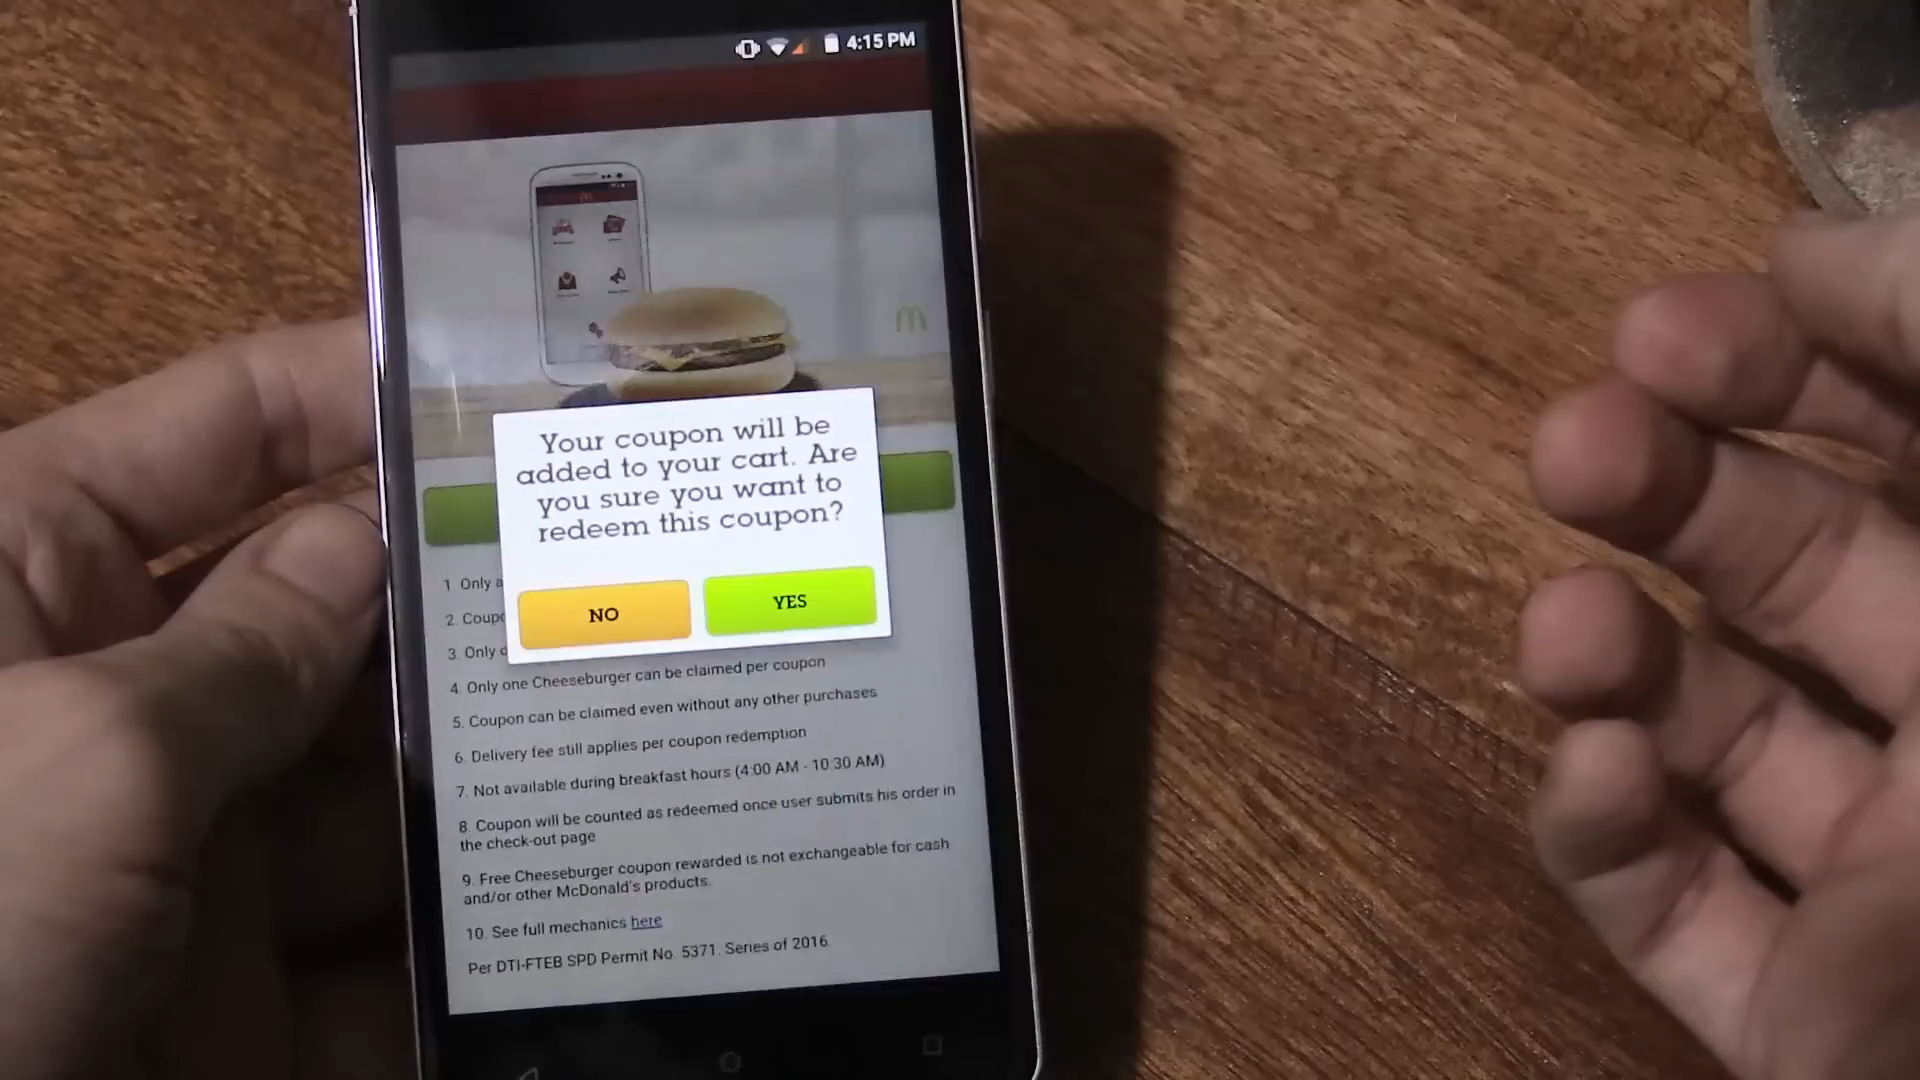 4:15 PM
Your coupon will be
added to your cart. Are
you sure you want to
redeem this coupon?
NO
YES
1 Only
2.
3. Only
4. Only one Cheeseburger can be claimed per coupon
5. Coupon can be claimed even without any other purchases
6. Delivery fee still applies per coupon redemption
7. Not available during breakfast hours (4:00 AM - 10:30 AM)
8. Coupon will be counted as redeemed once user submits his order in
the check-out page
9. Free Cheeseburger coupon rewarded is not exchangeable for cash
and/or other McDonald's products.
10. See full mechanics here
Per DTI-FTEB SPD Permit No. 5371. Series of 2016.